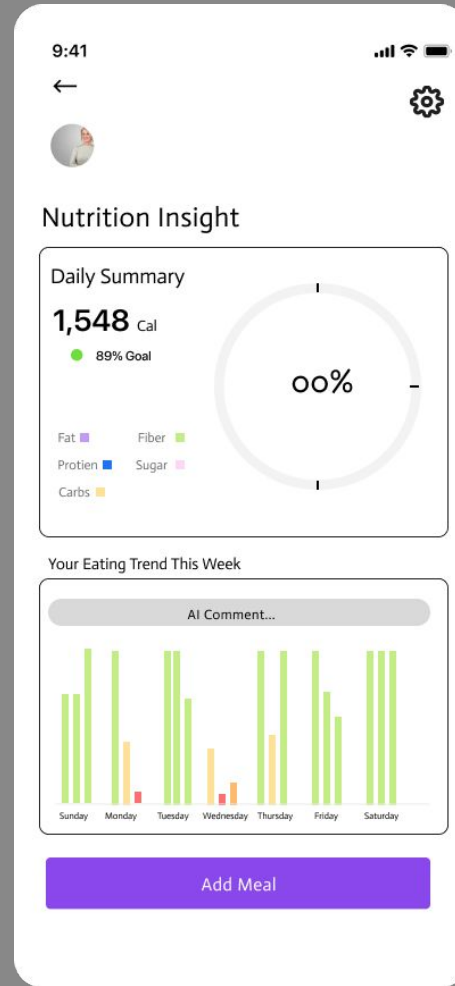 9:41
Nutrition Insight
Daily Summary
1,548 Cal
89% Goal
00%
Fat
Fiber
Protien
Sugar
Carbs
Your Eating Trend This Week
AI Comment...
Sunday Monday Tuesday Wednesday Thursday Friday Saturday
Add Meal